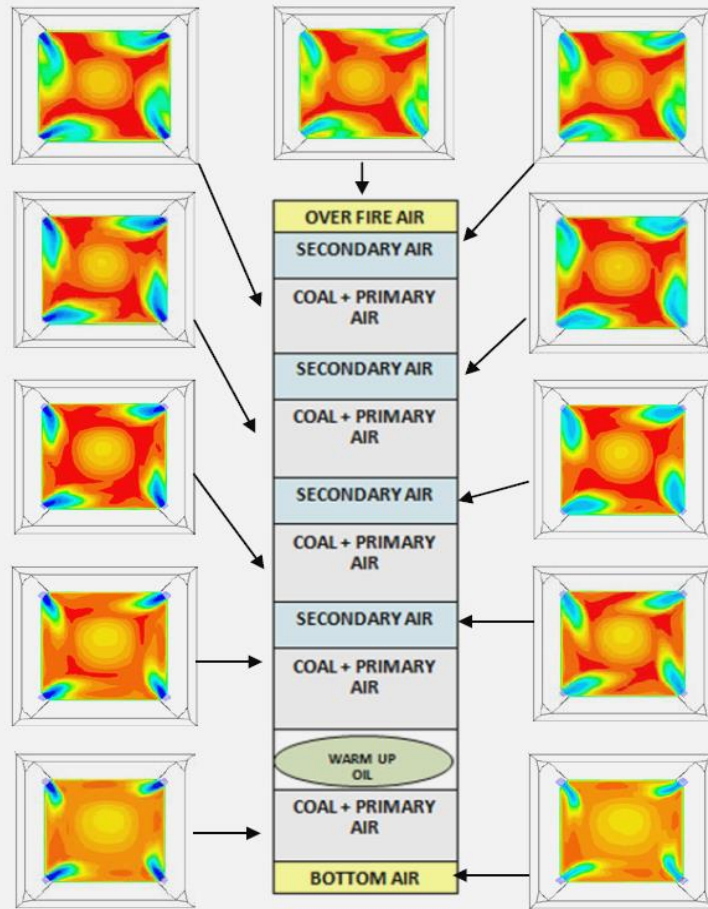 OVER FIRE AIR
SECONDARY AIR
COAL + PRIMARY
AIR
SECONDARY AIR
COAL + PRIMARY
AIR
SECONDARY AIR
COAL + PRIMARY
AIR
SECONDARY AIR
COAL + PRIMARY
AIR
WARM UP
OIL
COAL + PRIMARY
AIR
BOTTOM AIR